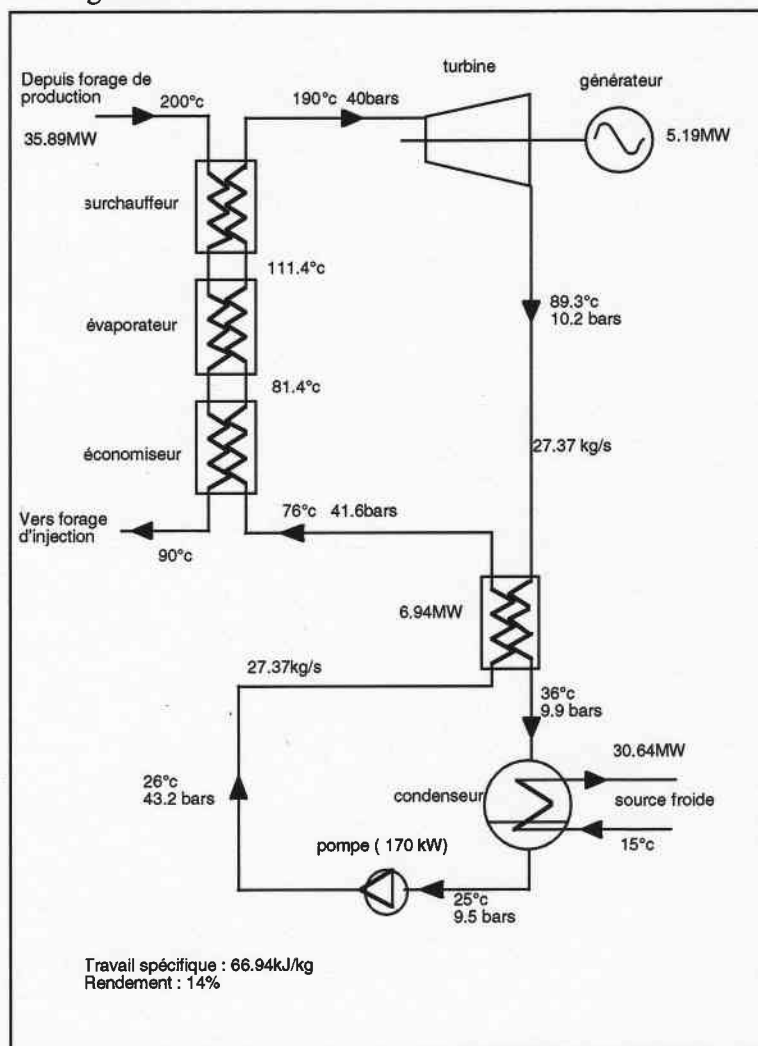 turbine
Depuis forage de
production
200°c
190°c 40bars
générateur
35.89MW
5.19MW
surchauffeur
111.4°c
89.3°c
10.2 bars
évaporateur
81.4°c
27.37 kg/s
économiseur
76°c 41.6bars
Vers forage
d'injection
90°c
6.94MW
27.37kg/s
36°c
9.9 bars
30.64MW
26°c
43.2 bars
condenseur
source froide
15°c
pompe ( 170 kW)
25°c
9.5 bars
Travail spécifique : 66.94kJ/kg
Rendement : 14%